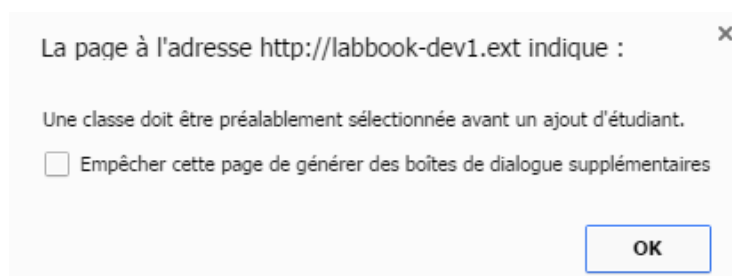 La page à l'adresse http://labbook-dev1.ext indique :
Une classe doit être préalablement sélectionnée avant un ajout d'étudiant.
Empêcher cette page de générer des boîtes de dialogue supplémentaires
OK